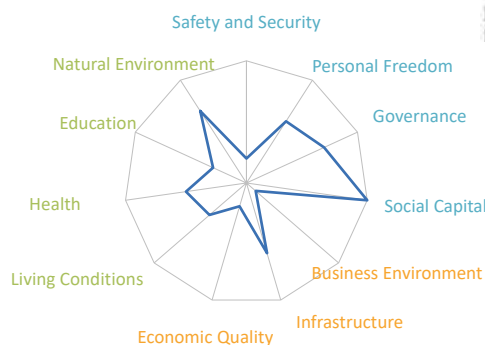 Safety and Security
Natural Environment
Personal Freedom
Education
Governance
Health
Social Capital
Living Conditions
Business Environment
Economic Quality
Infrastructure